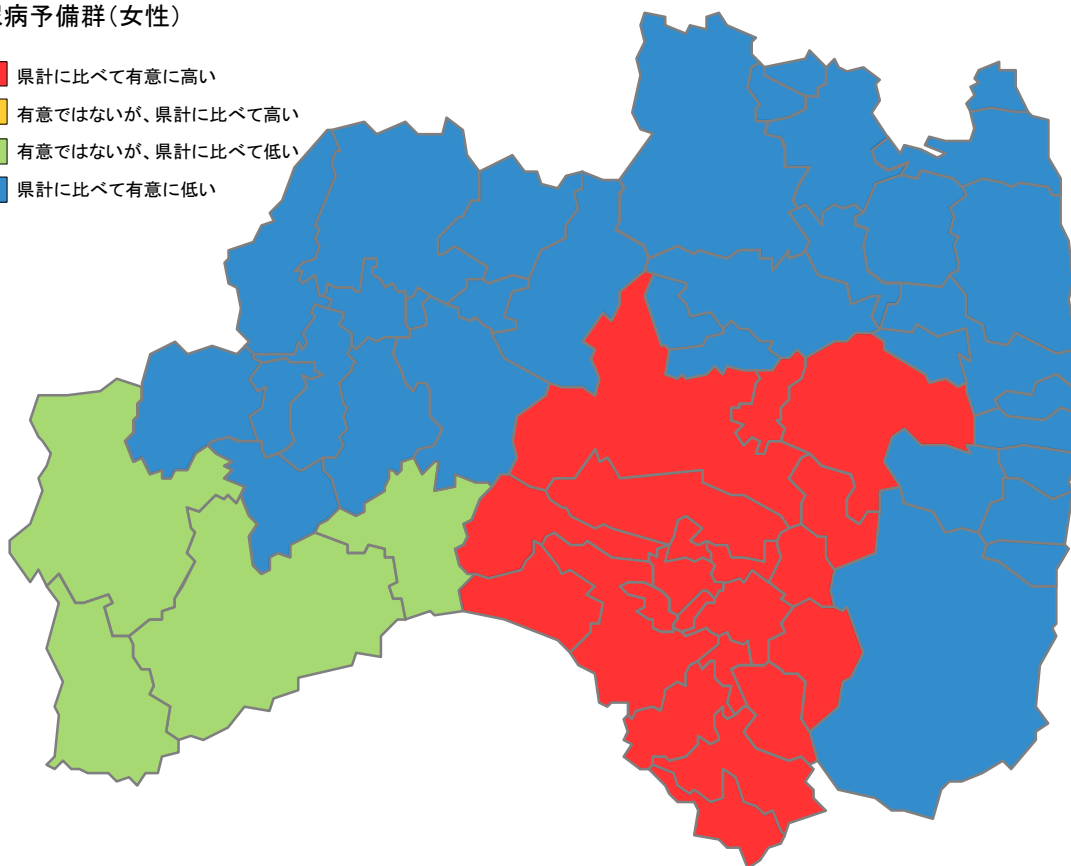 病予備群(女性)
県計に比べて有意に高い
有意ではないが、県計に比べて高い
有意ではないが、県計に比べて低い
県計に比べて有意に低い